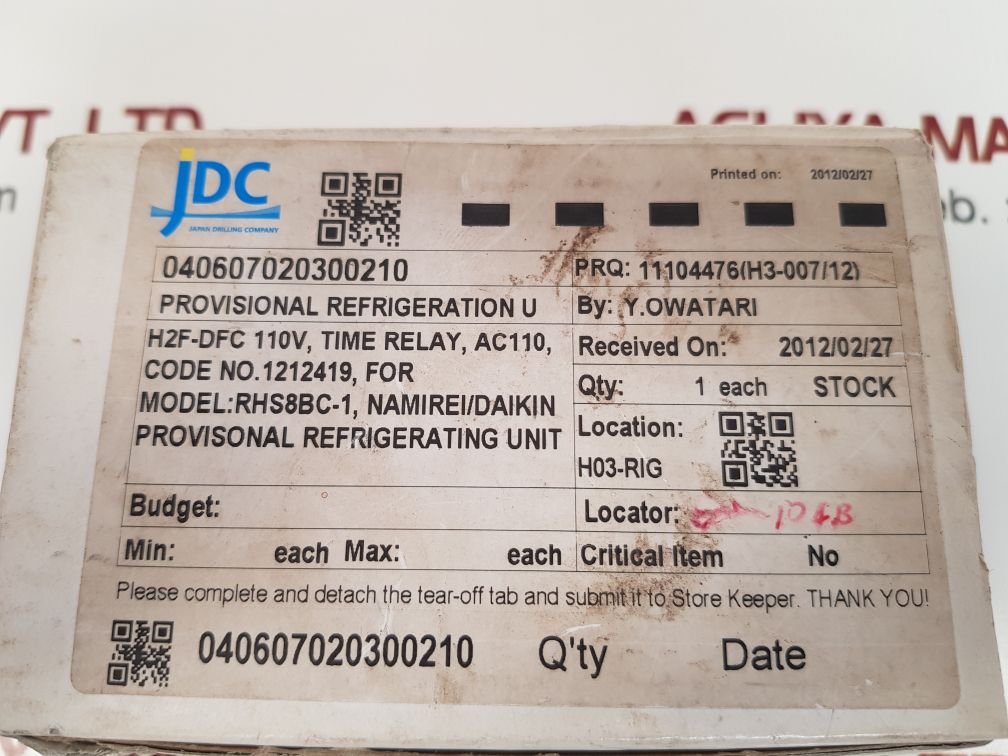 VT. LTD
JDC
JAPAN DRILLING COMPANY
Printed on: 2012/02/27
040607020300210
PRQ: 11104476(H3-007/12)
PROVISIONAL REFRIGERATION U
By: Y.OWATARI
H2F-DFC 110V, TIME RELAY, AC110,
CODE NO.1212419, FOR
MODEL:RHS8BC-1, NAMIREI/DAIKIN
PROVISONAL REFRIGERATING UNIT
Received On: 2012/02/27
Qty: 1 each STOCK
Location:
H03-RIG
Budget:
Locator:
Min: each Max: each
Critical Item No
Please complete and detach the tear-off tab and submit it to Store Keeper. THANK YOU!
040607020300210 Q'ty Date